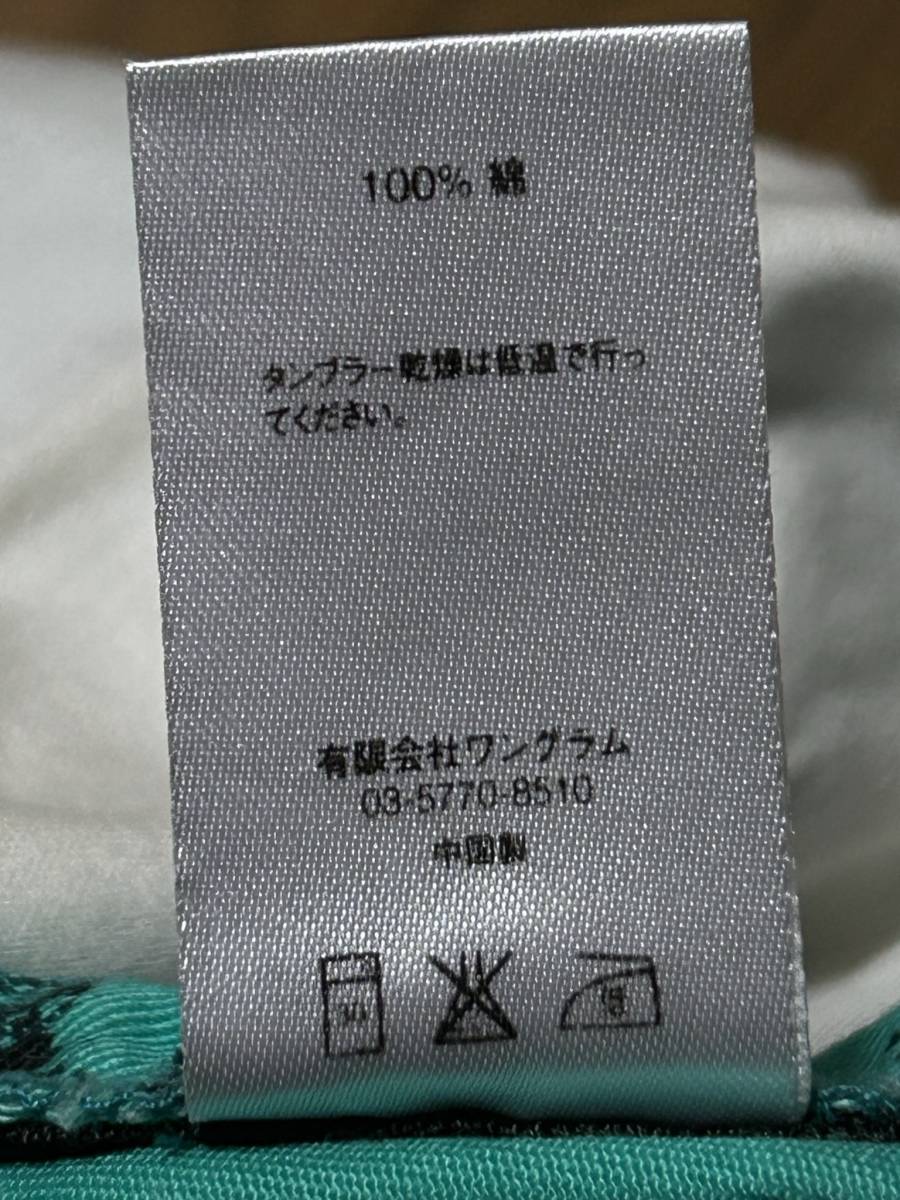 100% 綿
タンブラー乾燥は低温で行っ
てください。
有限会社ワングラム
03-5770-8510
中国製